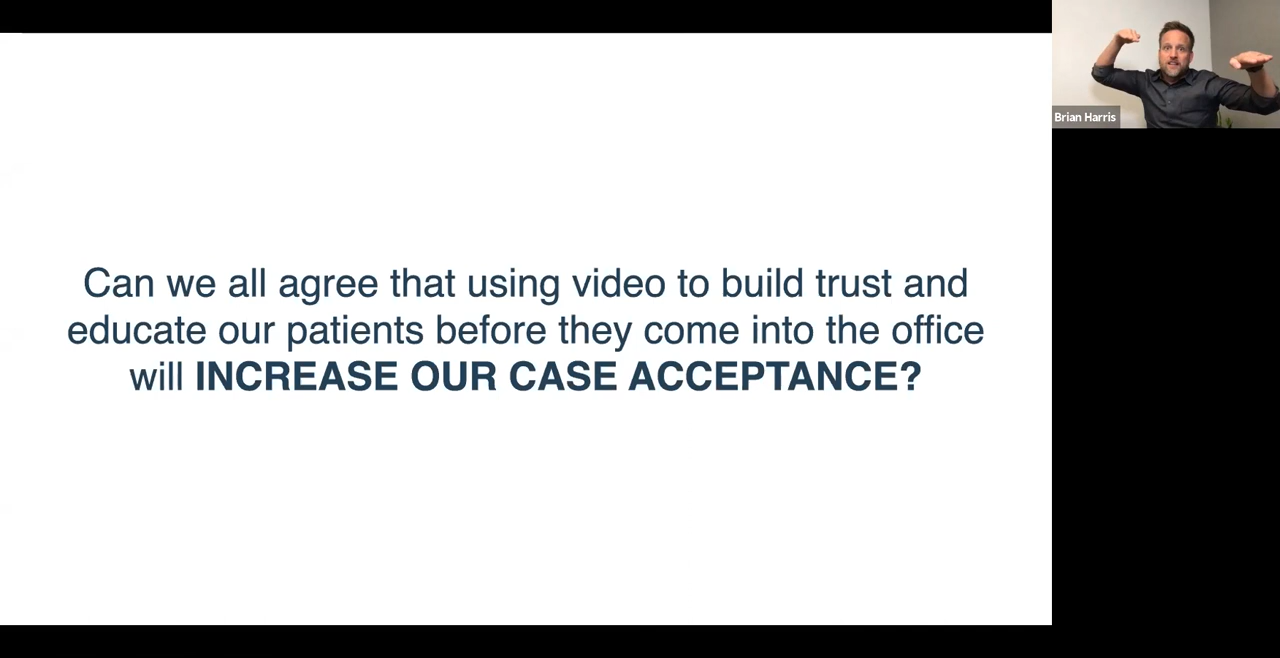 Can we all agree that using video to build trust and
educate our patients before they come into the office
will INCREASE OUR CASE ACCEPTANCE?
Brian Harris